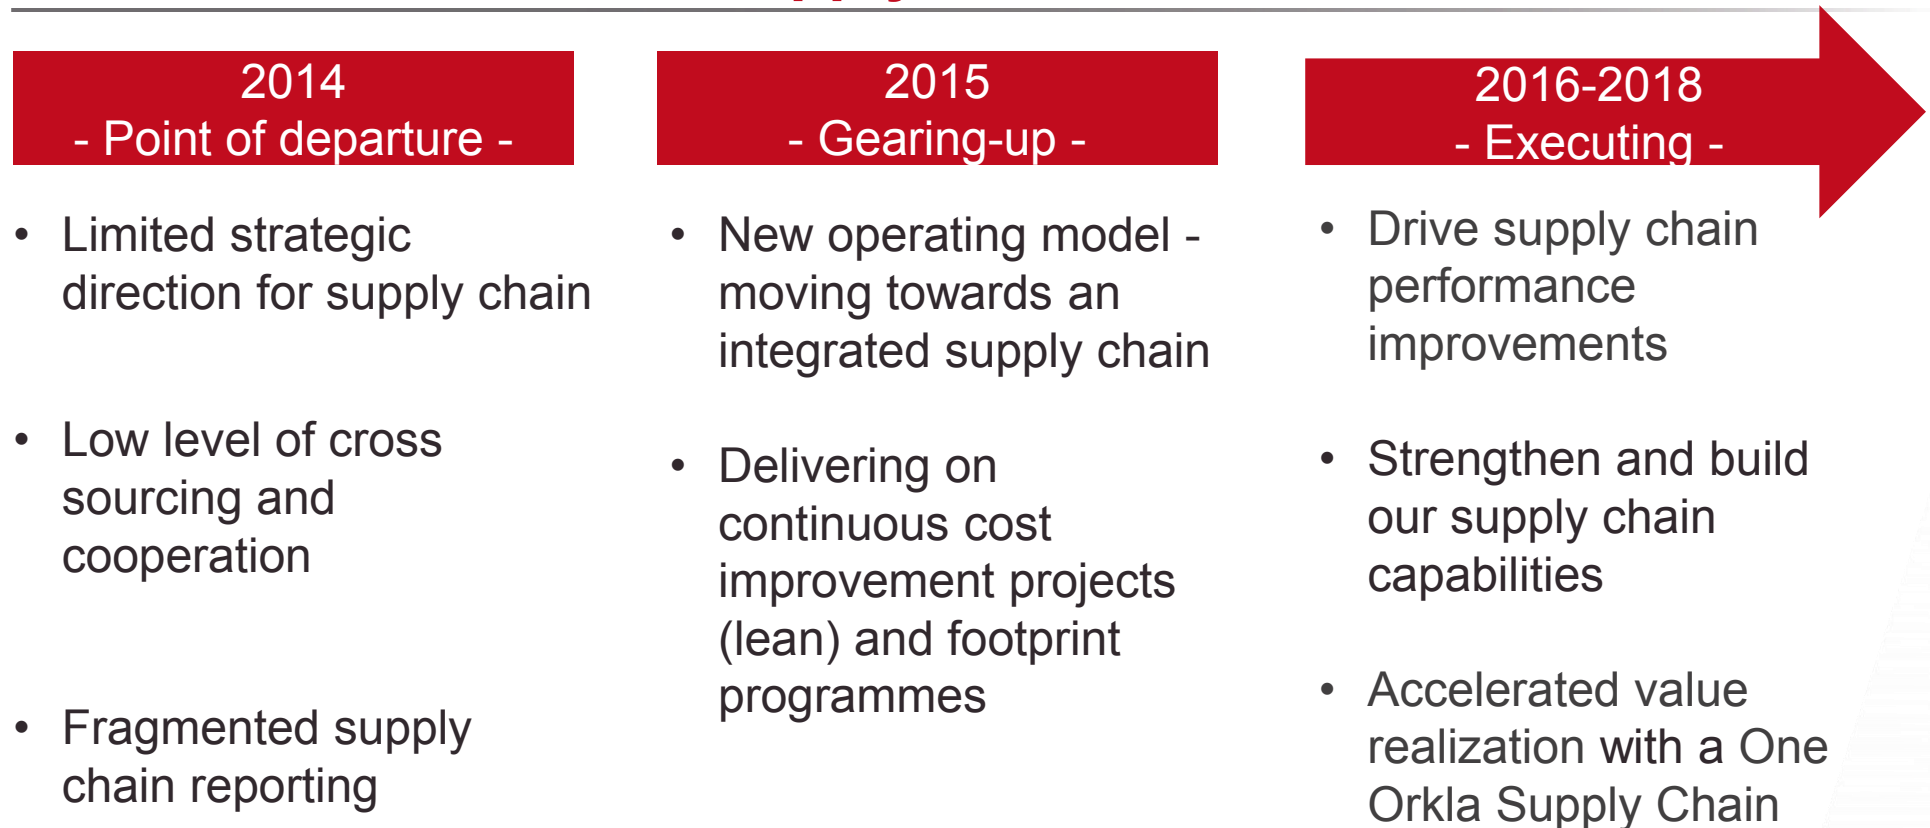 2014
- Point of departure -
• Limited strategic
direction for supply chain
• Low level of cross
sourcing and
cooperation
• Fragmented supply
chain reporting
2015
- Gearing-up -
• New operating model -
moving towards an
integrated supply chain
• Delivering on
continuous cost
improvement projects
(lean) and footprint
programmes
2016-2018
- Executing -
• Drive supply chain
performance
improvements
• Strengthen and build
our supply chain
capabilities
• Accelerated value
realization with a One
Orkla Supply Chain